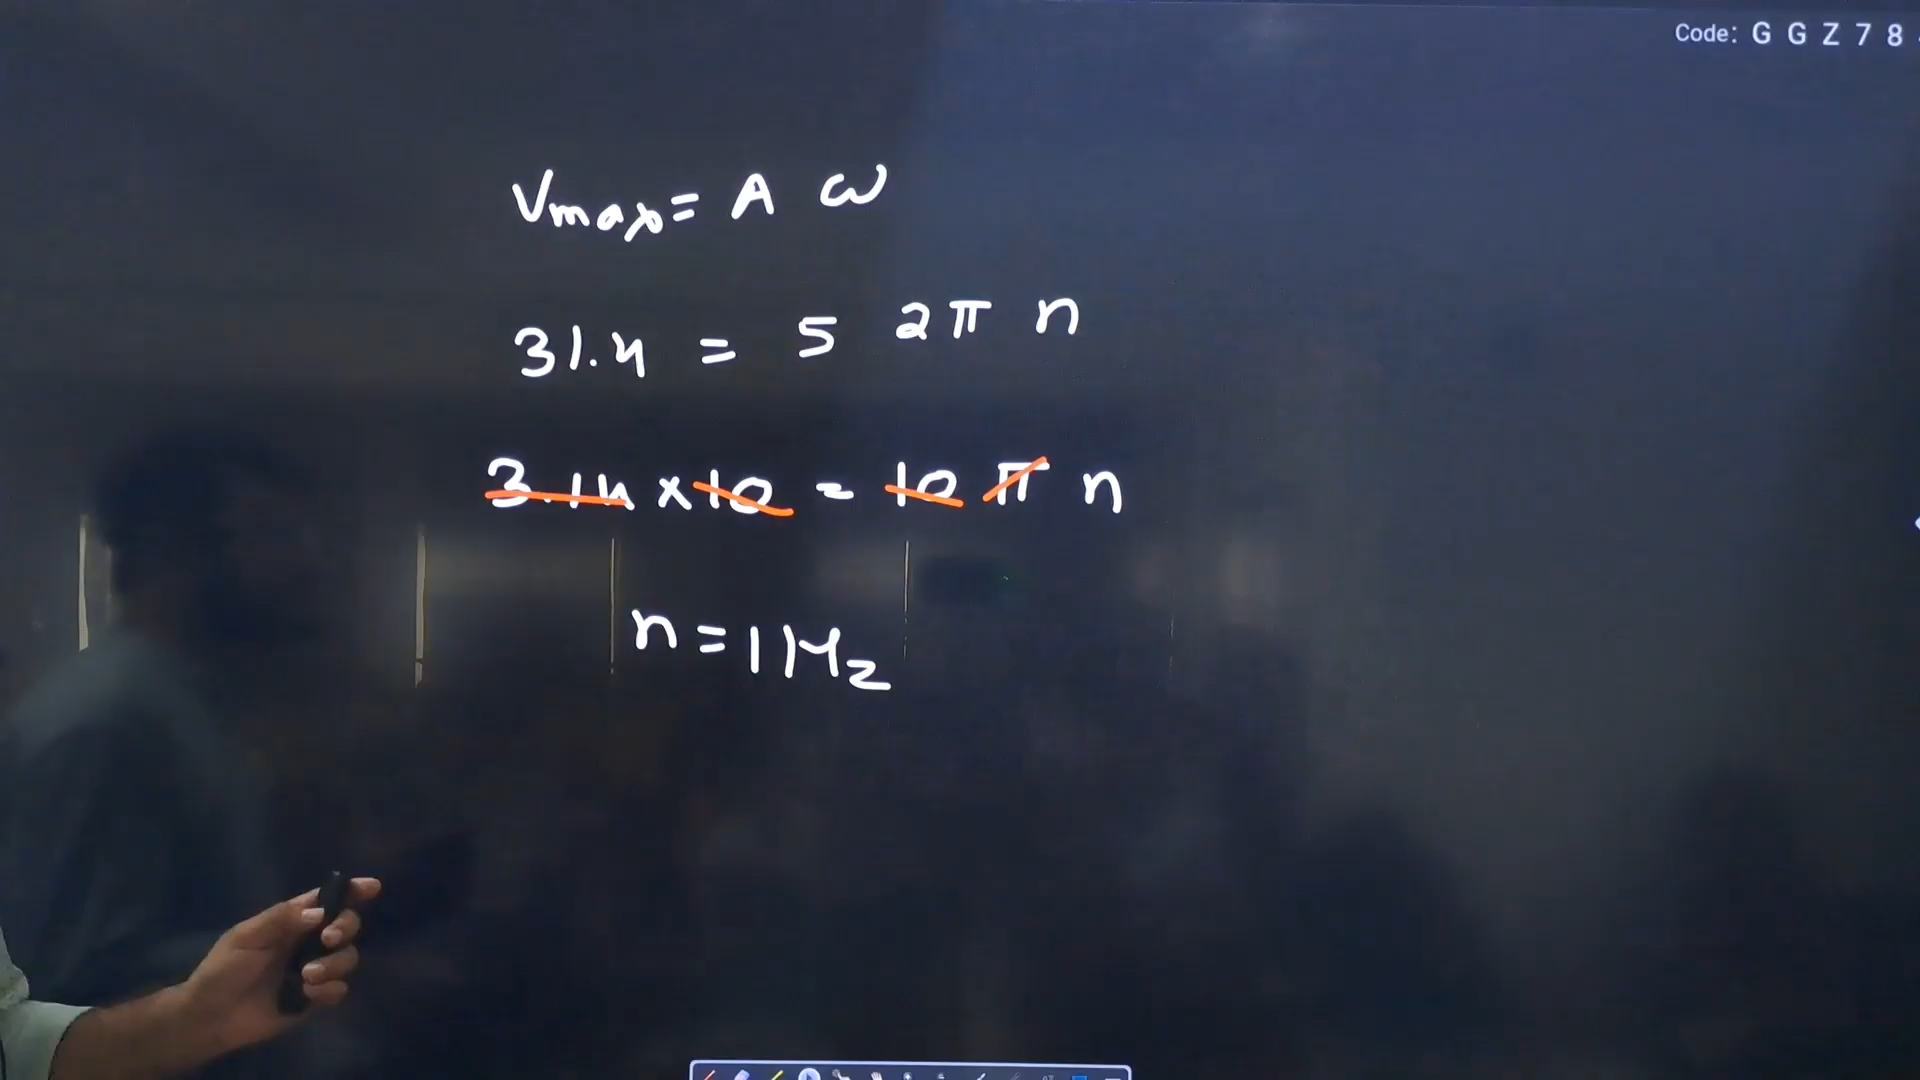 Code: G G Z 7 8
Vmax = A ω
31.4 = 5 2π n
3.14 x 10 = 10 π n
n = 1 Hz